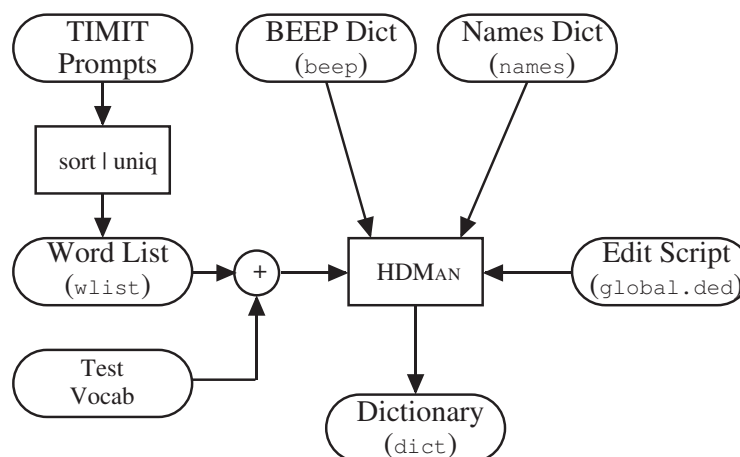 TIMIT
Prompts
BEEP Dict
(beep)
Names Dict
(names)
sort | uniq
Word List
(wlist)
+
HDMAN
Edit Script
(global.ded)
Test
Vocab
Dictionary
(dict)